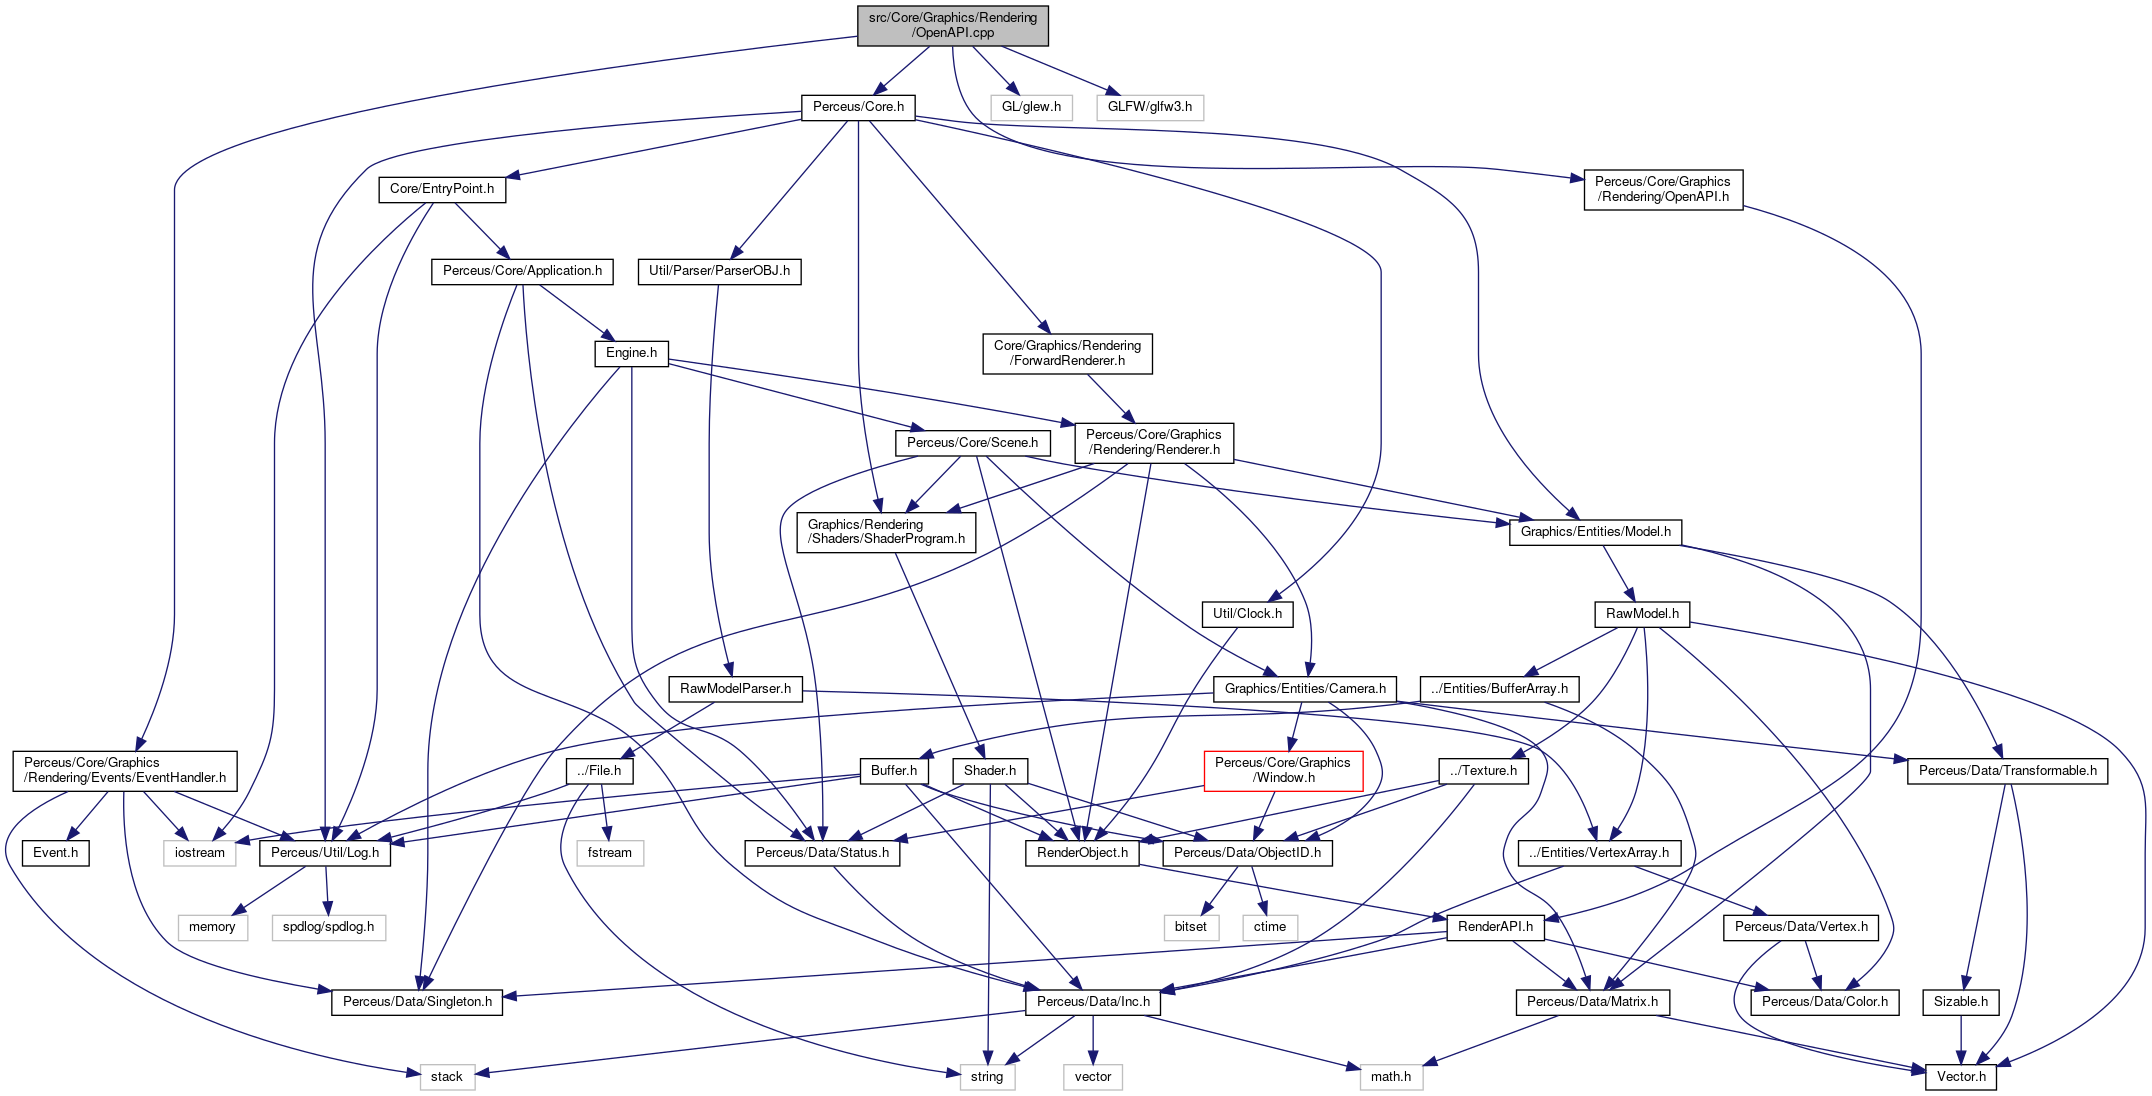 src/Core/Graphics/Rendering
/OpenAPI.cpp
Perceus/Core.h
GL/glew.h
GLFW/glfw3.h
Core/EntryPoint.h
Perceus/Core/Graphics
/Rendering/OpenAPI.h
Perceus/Core/Application.h
Util/Parser/ParserOBJ.h
Engine.h
Core/Graphics/Rendering
/ForwardRenderer.h
Perceus/Core/Scene.h
Perceus/Core/Graphics
/Rendering/Renderer.h
Graphics/Rendering
/Shaders/ShaderProgram.h
Graphics/Entities/Model.h
Util/Clock.h
RawModel.h
RawModelParser.h
Graphics/Entities/Camera.h
../Entities/BufferArray.h
Perceus/Core/Graphics
/Rendering/Events/EventHandler.h
../File.h
Buffer.h
Shader.h
Perceus/Core/Graphics
/Window.h
../Texture.h
Perceus/Data/Transformable.h
Event.h
iostream
Perceus/Util/Log.h
fstream
Perceus/Data/Status.h
RenderObject.h
Perceus/Data/ObjectID.h
../Entities/VertexArray.h
memory
spdlog/spdlog.h
bitset
ctime
RenderAPI.h
Perceus/Data/Vertex.h
Perceus/Data/Singleton.h
Perceus/Data/Inc.h
Perceus/Data/Matrix.h
Perceus/Data/Color.h
Sizable.h
stack
string
vector
math.h
Vector.h